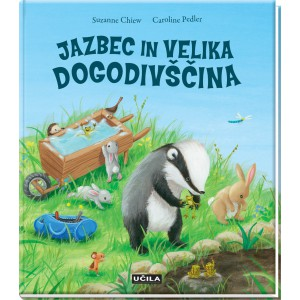 Suzanne Chiew Caroline Pedler
JAZBEC IN VELIKA
DOGODIVŠČINA
UČILA